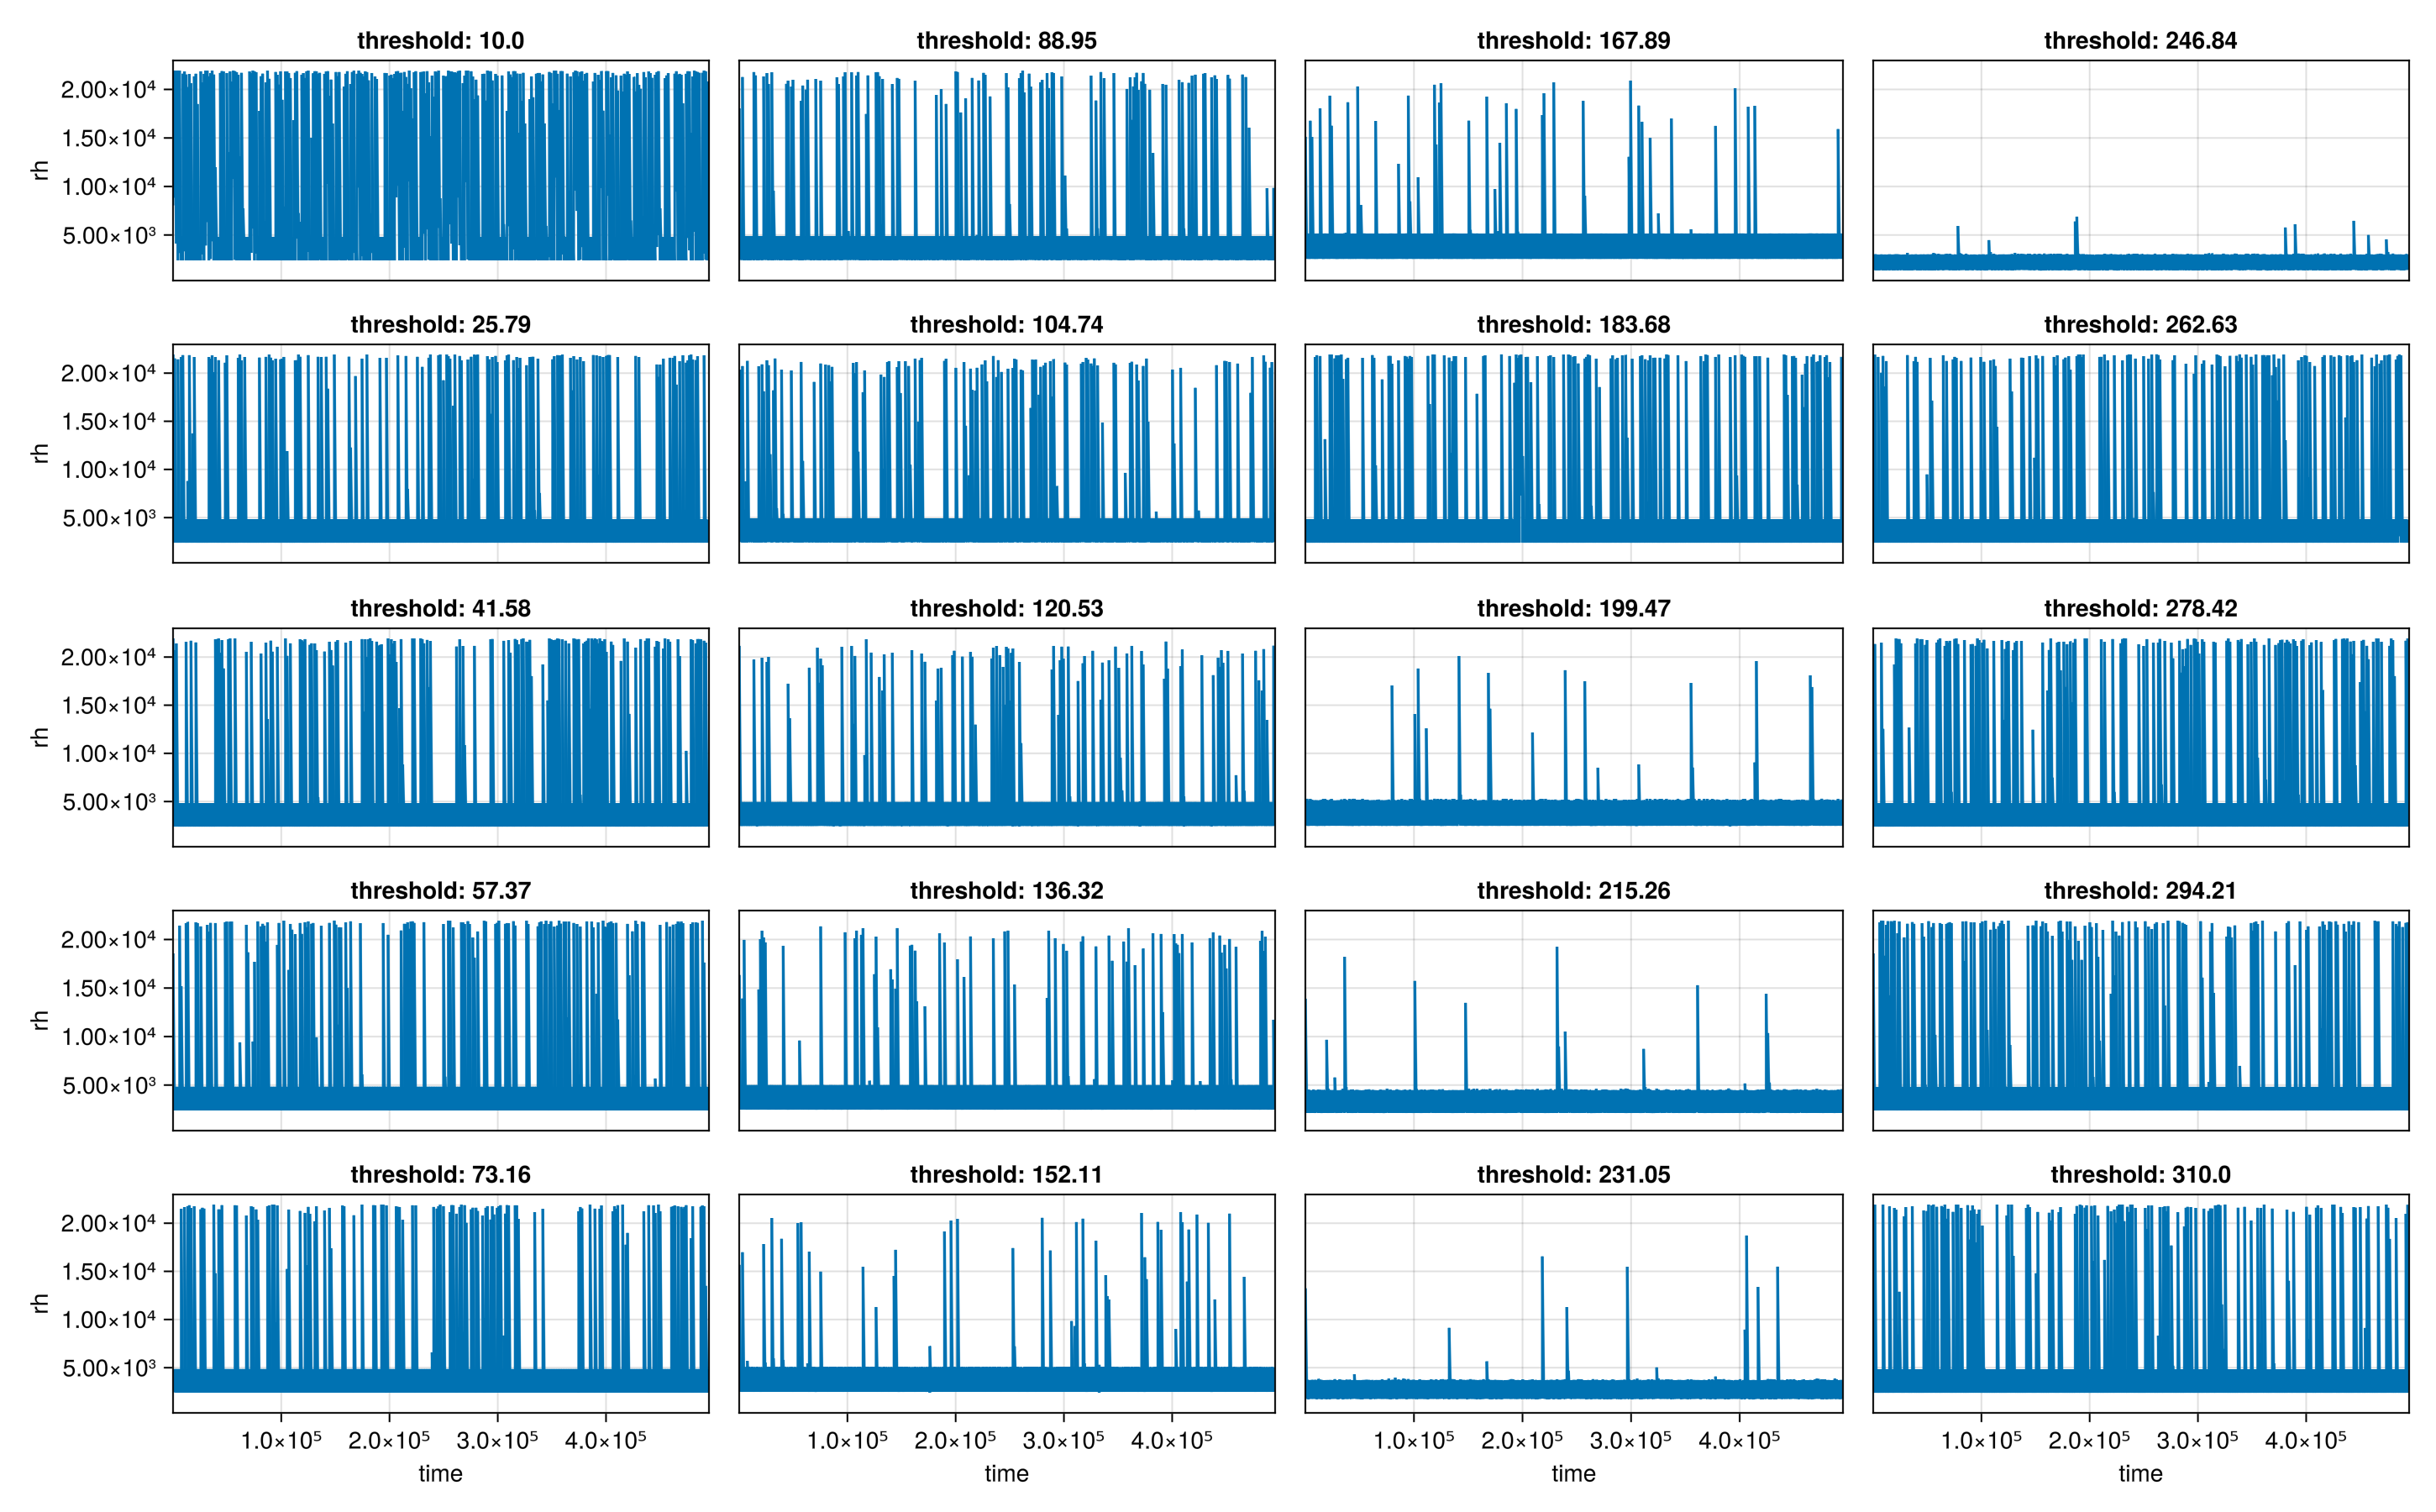 threshold: 10.0
threshold: 88.95
threshold: 167.89
threshold: 246.84
2.00×10⁴
1.50×10⁴
1.00×10⁴
5.00×10³
rh
threshold: 25.79
threshold: 104.74
threshold: 183.68
threshold: 262.63
2.00×10⁴
1.50×10⁴
1.00×10⁴
5.00×10³
rh
threshold: 41.58
threshold: 120.53
threshold: 199.47
threshold: 278.42
2.00×10⁴
1.50×10⁴
1.00×10⁴
5.00×10³
rh
threshold: 57.37
threshold: 136.32
threshold: 215.26
threshold: 294.21
2.00×10⁴
1.50×10⁴
1.00×10⁴
5.00×10³
rh
threshold: 73.16
threshold: 152.11
threshold: 231.05
threshold: 310.0
2.00×10⁴
1.50×10⁴
1.00×10⁴
5.00×10³
rh
1.0×10⁵ 2.0×10⁵ 3.0×10⁵ 4.0×10⁵
1.0×10⁵ 2.0×10⁵ 3.0×10⁵ 4.0×10⁵
1.0×10⁵ 2.0×10⁵ 3.0×10⁵ 4.0×10⁵
1.0×10⁵ 2.0×10⁵ 3.0×10⁵ 4.0×10⁵
time
time
time
time